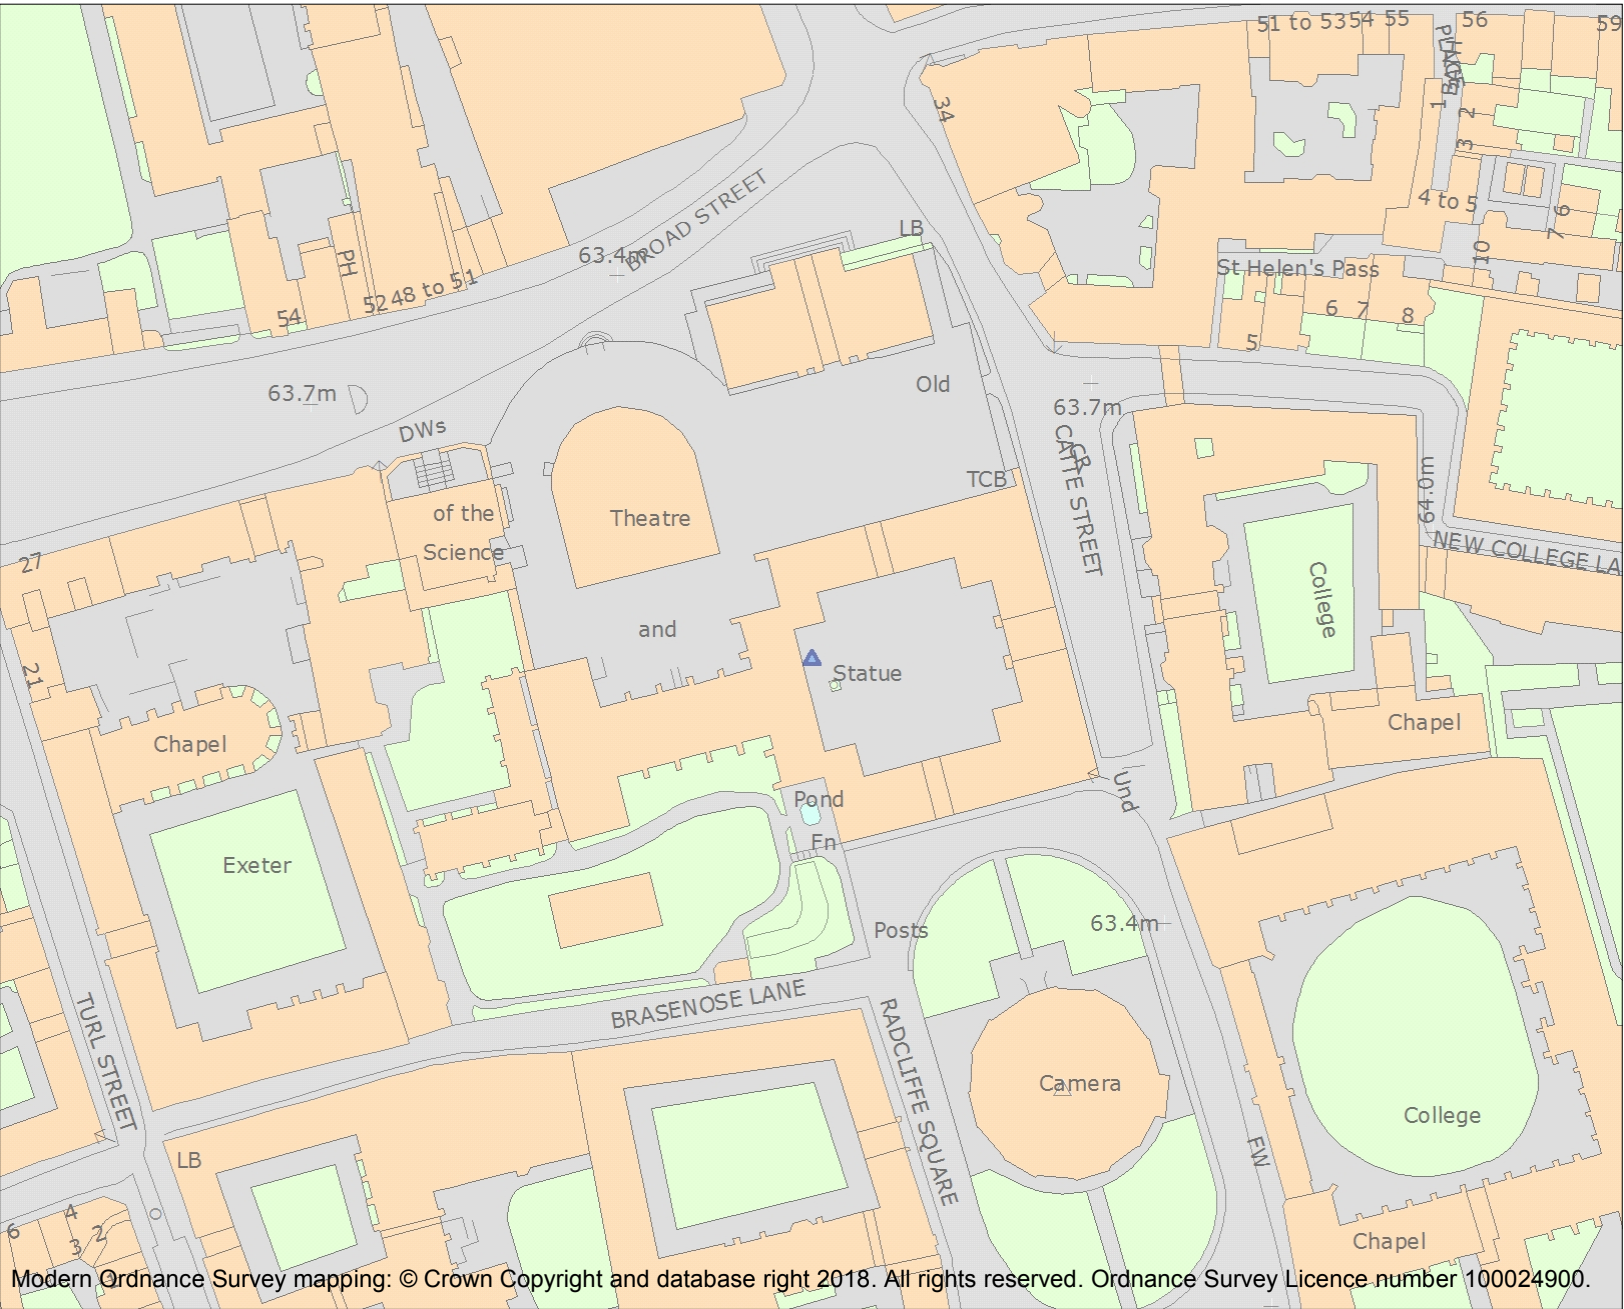 51 to 53
54
55
56
59
BATH
PLACE
34
1
2
3
4 to 5
6
7
10
BROAD STREET
LB
63.4m
PH
St Helen's Pass
52
48 to 51
54
6
7
8
5
63.7m
Old
63.7m
DWs
CATTE STREET
GR
TCB
64.0m
of the
Science
Theatre
NEW COLLEGE LA
27
College
and
21
Statue
Chapel
Chapel
Und
Pond
Fn
Exeter
Posts
63.4m
BRASENOSE LANE
TURL STREET
RADCLIFFE SQUARE
Camera
College
FW
LB
4
6
3
2
Chapel
Modern Ordnance Survey mapping: © Crown Copyright and database right 2018. All rights reserved. Ordnance Survey Licence number 100024900.